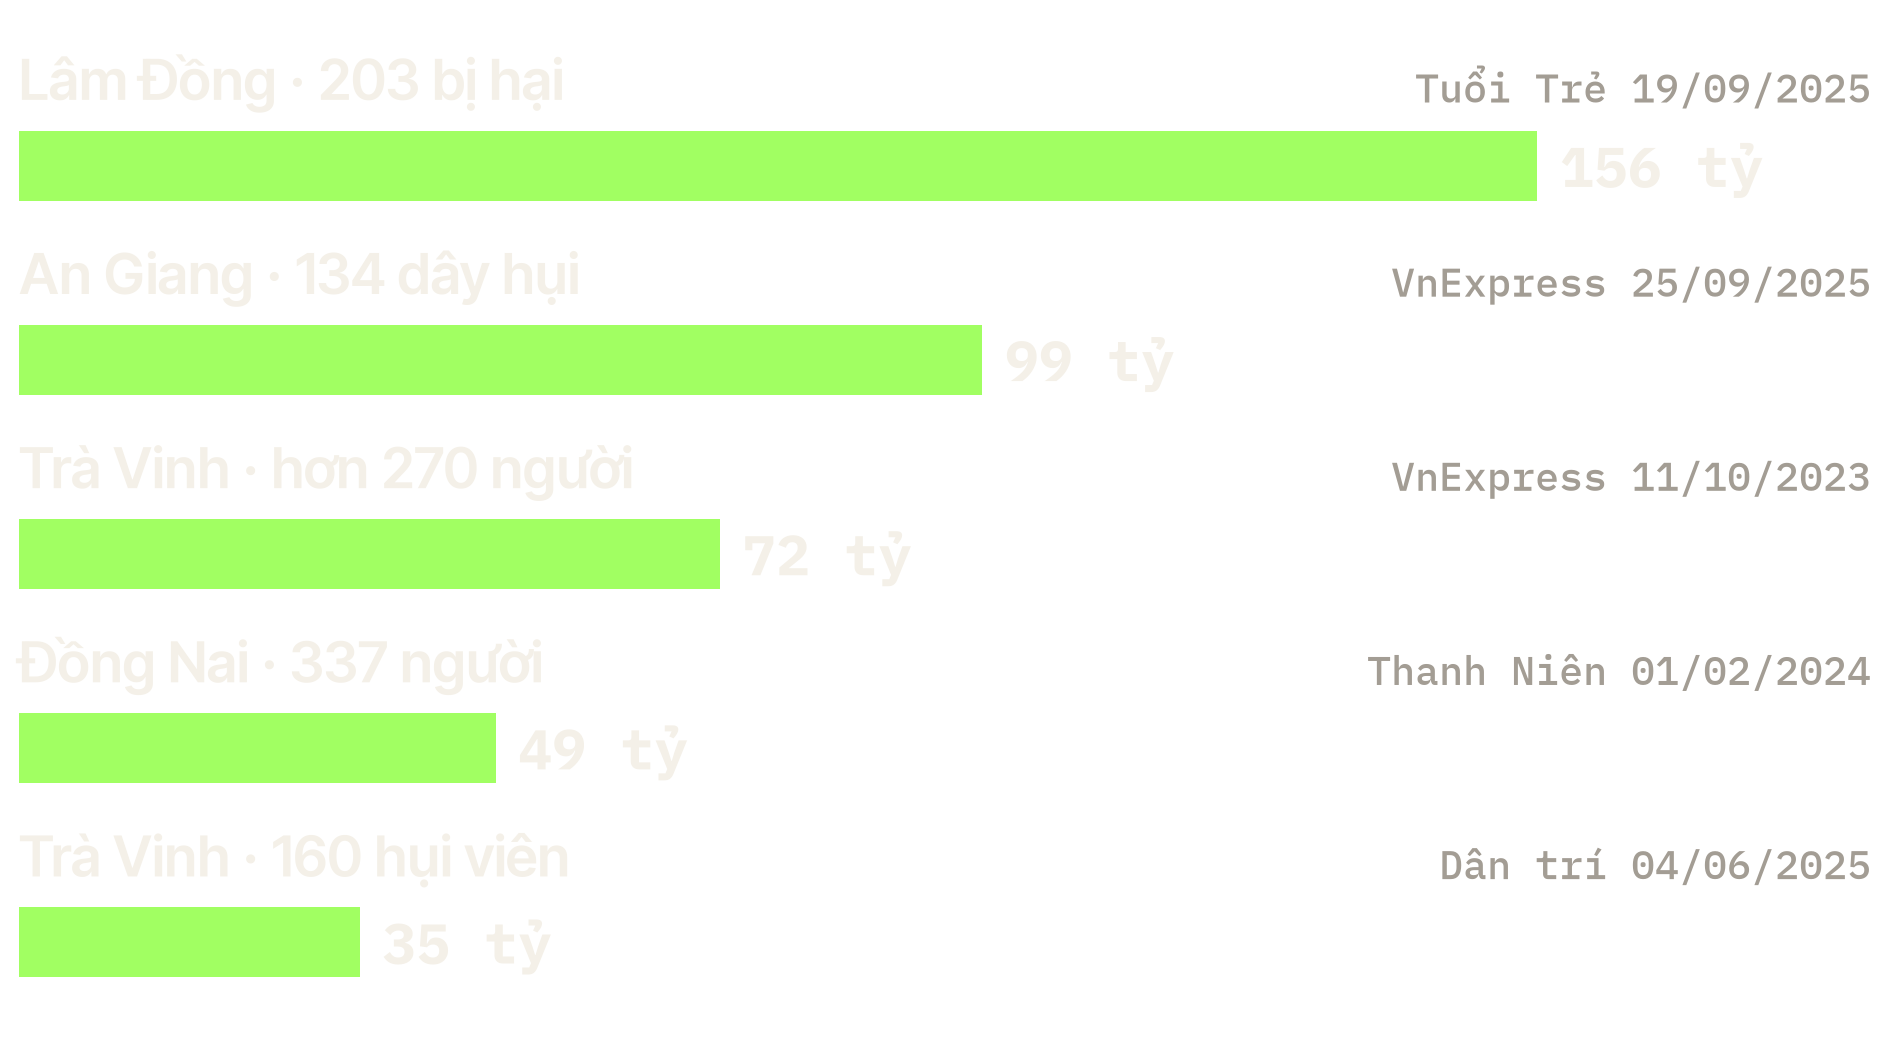 Lâm Đồng · 203 bị hại
Tuổi Trẻ 19/09/2025
156 tỷ
An Giang · 134 dây hụi
VnExpress 25/09/2025
99 tỷ
Trà Vinh · hơn 270 người
VnExpress 11/10/2023
72 tỷ
Đồng Nai · 337 người
Thanh Niên 01/02/2024
49 tỷ
Trà Vinh · 160 hụi viên
Dân trí 04/06/2025
35 tỷ